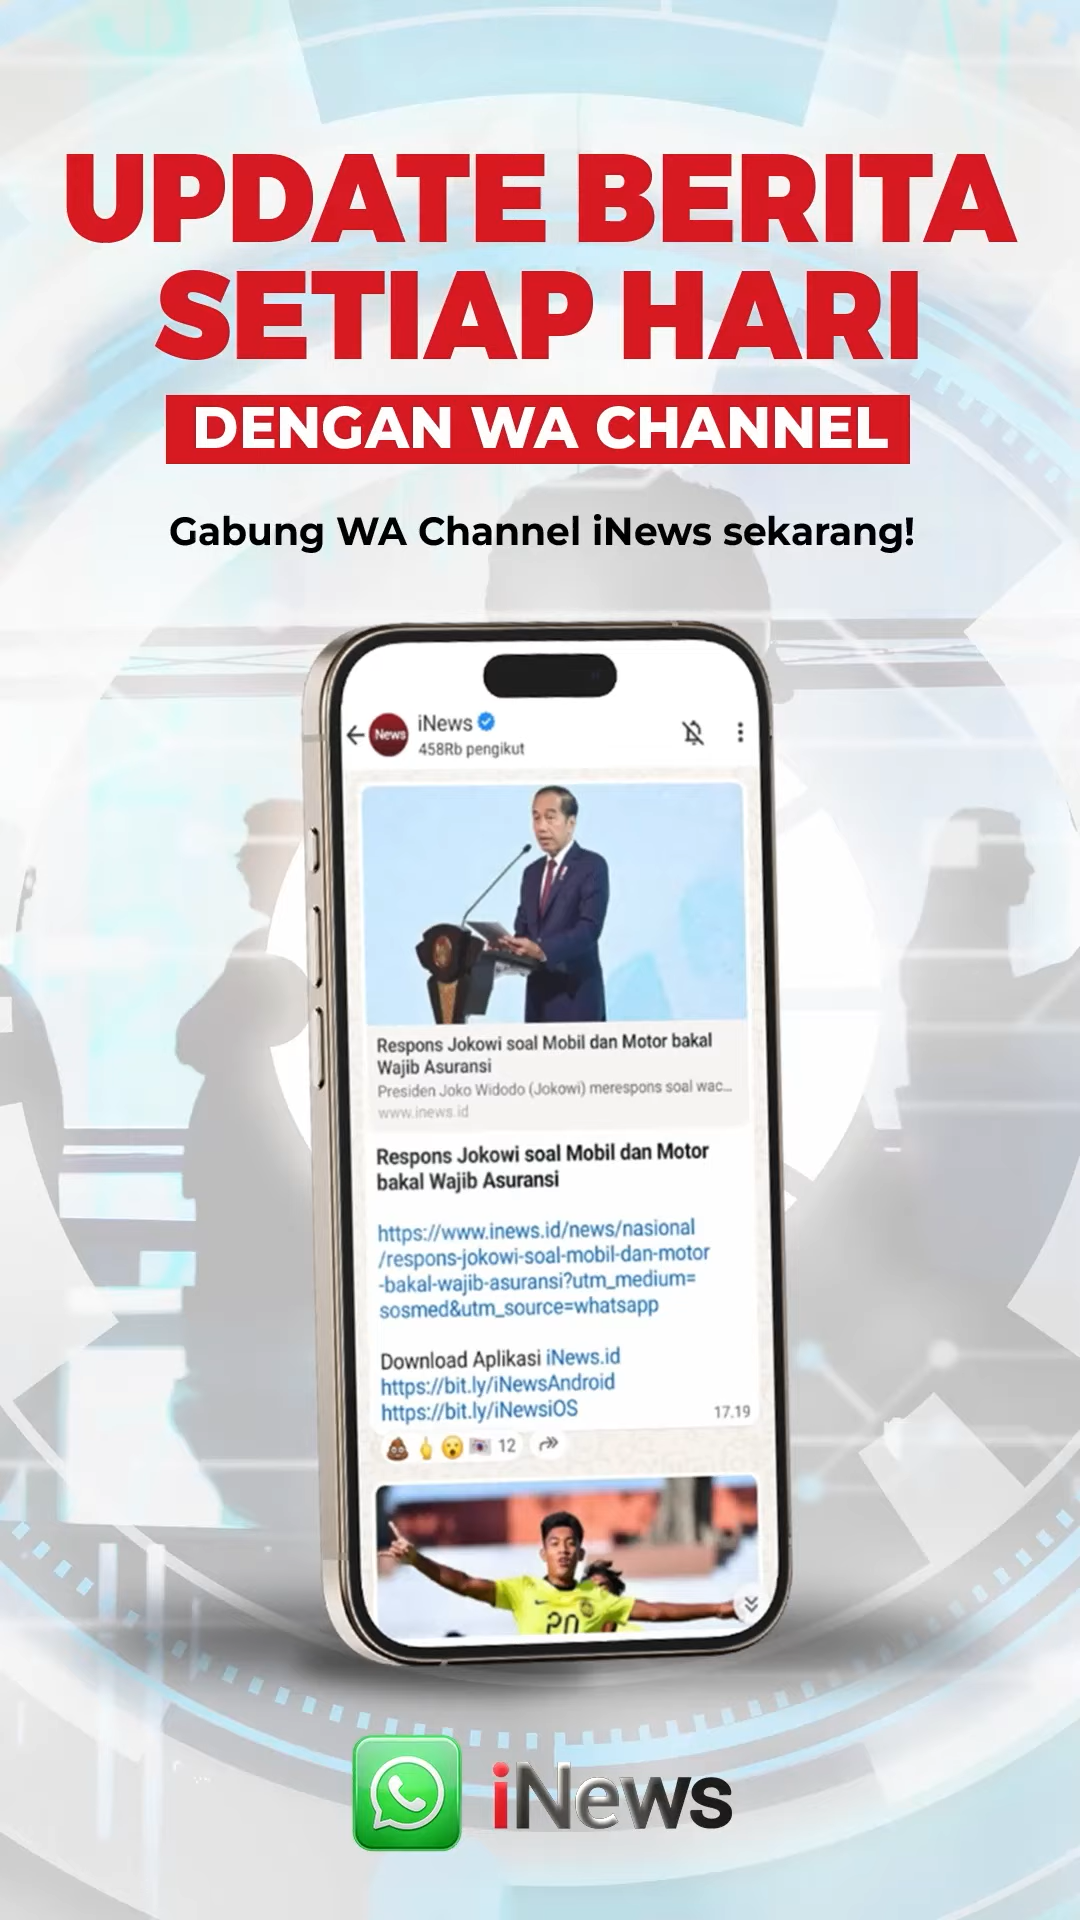 UPDATE BERITA
SETIAP HARI
DENGAN WA CHANNEL
Gabung WA Channel iNews sekarang!
News
iNews
458Rb pengikut
Respons Jokowi soal Mobil dan Motor bakal
Wajib Asuransi
Presiden Joko Widodo (Jokowi) merespons soal wac...
www.inews.id
Respons Jokowi soal Mobil dan Motor
bakal Wajib Asuransi
https://www.inews.id/news/nasional
/respons-jokowi-soal-mobil-dan-motor
-bakal-wajib-asuransi?utm_medium=
sosmed&utm_source=whatsapp
Download Aplikasi iNews.id
https://bit.ly/iNewsAndroid
https://bit.ly/iNewsiOS
17.19
12
20
iNews